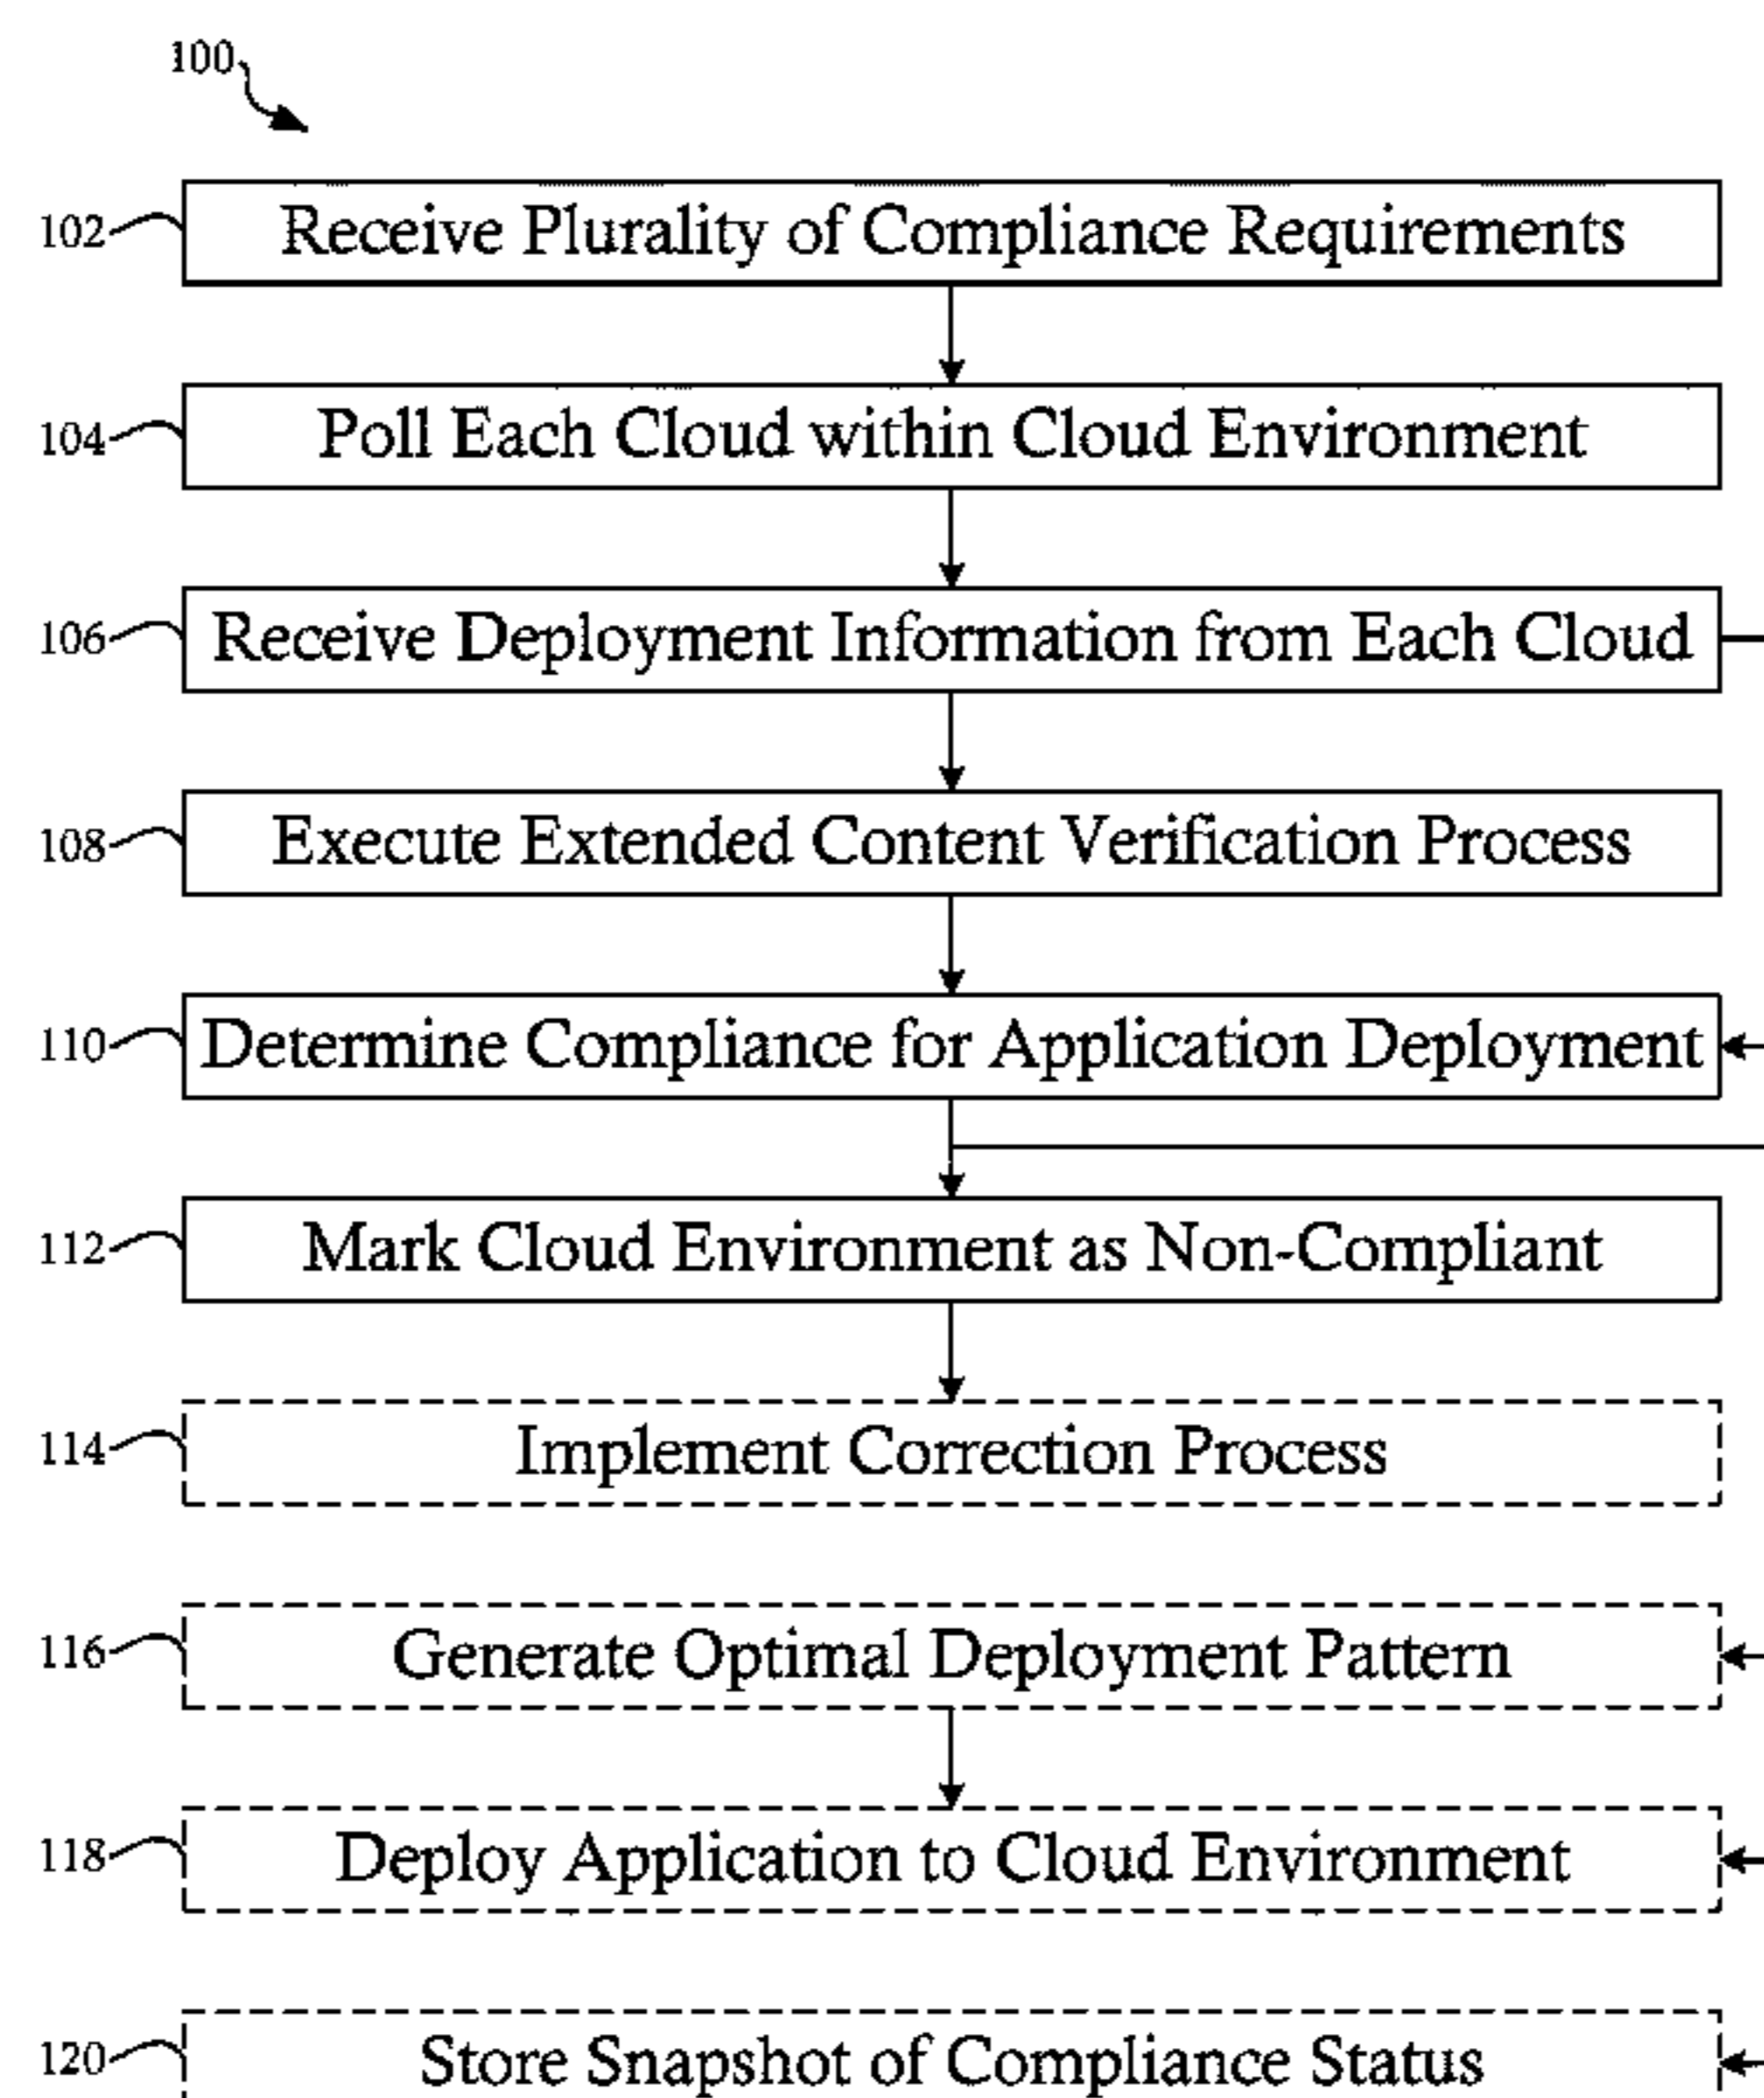 100
102 Receive Plurality of Compliance Requirements
104 Poll Each Cloud within Cloud Environment
106 Receive Deployment Information from Each Cloud
108 Execute Extended Content Verification Process
110 Determine Compliance for Application Deployment
112 Mark Cloud Environment as Non-Compliant
114 Implement Correction Process
116 Generate Optimal Deployment Pattern
118 Deploy Application to Cloud Environment
120 Store Snapshot of Compliance Status